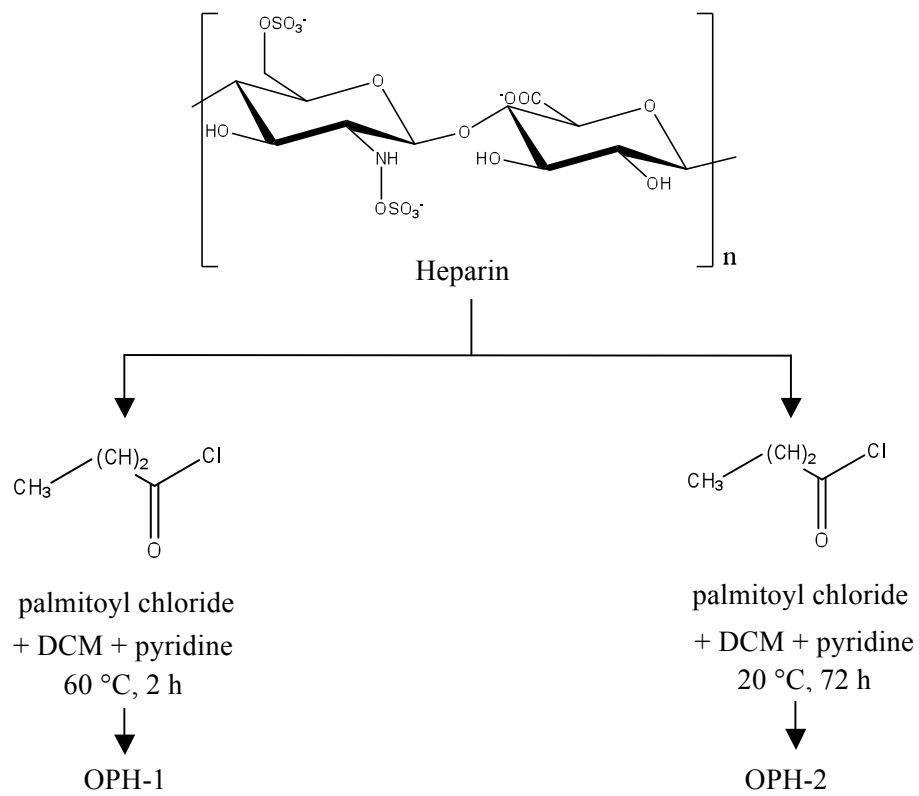 OSO₃⁻
O
⁻OOC
O
HO
NH
O
HO
OH
OSO₃⁻
n
Heparin
(CH)₂
Cl
CH₃
O
palmitoyl chloride
+ DCM + pyridine
60 °C, 2 h
OPH-1
(CH)₂
Cl
CH₃
O
palmitoyl chloride
+ DCM + pyridine
20 °C, 72 h
OPH-2